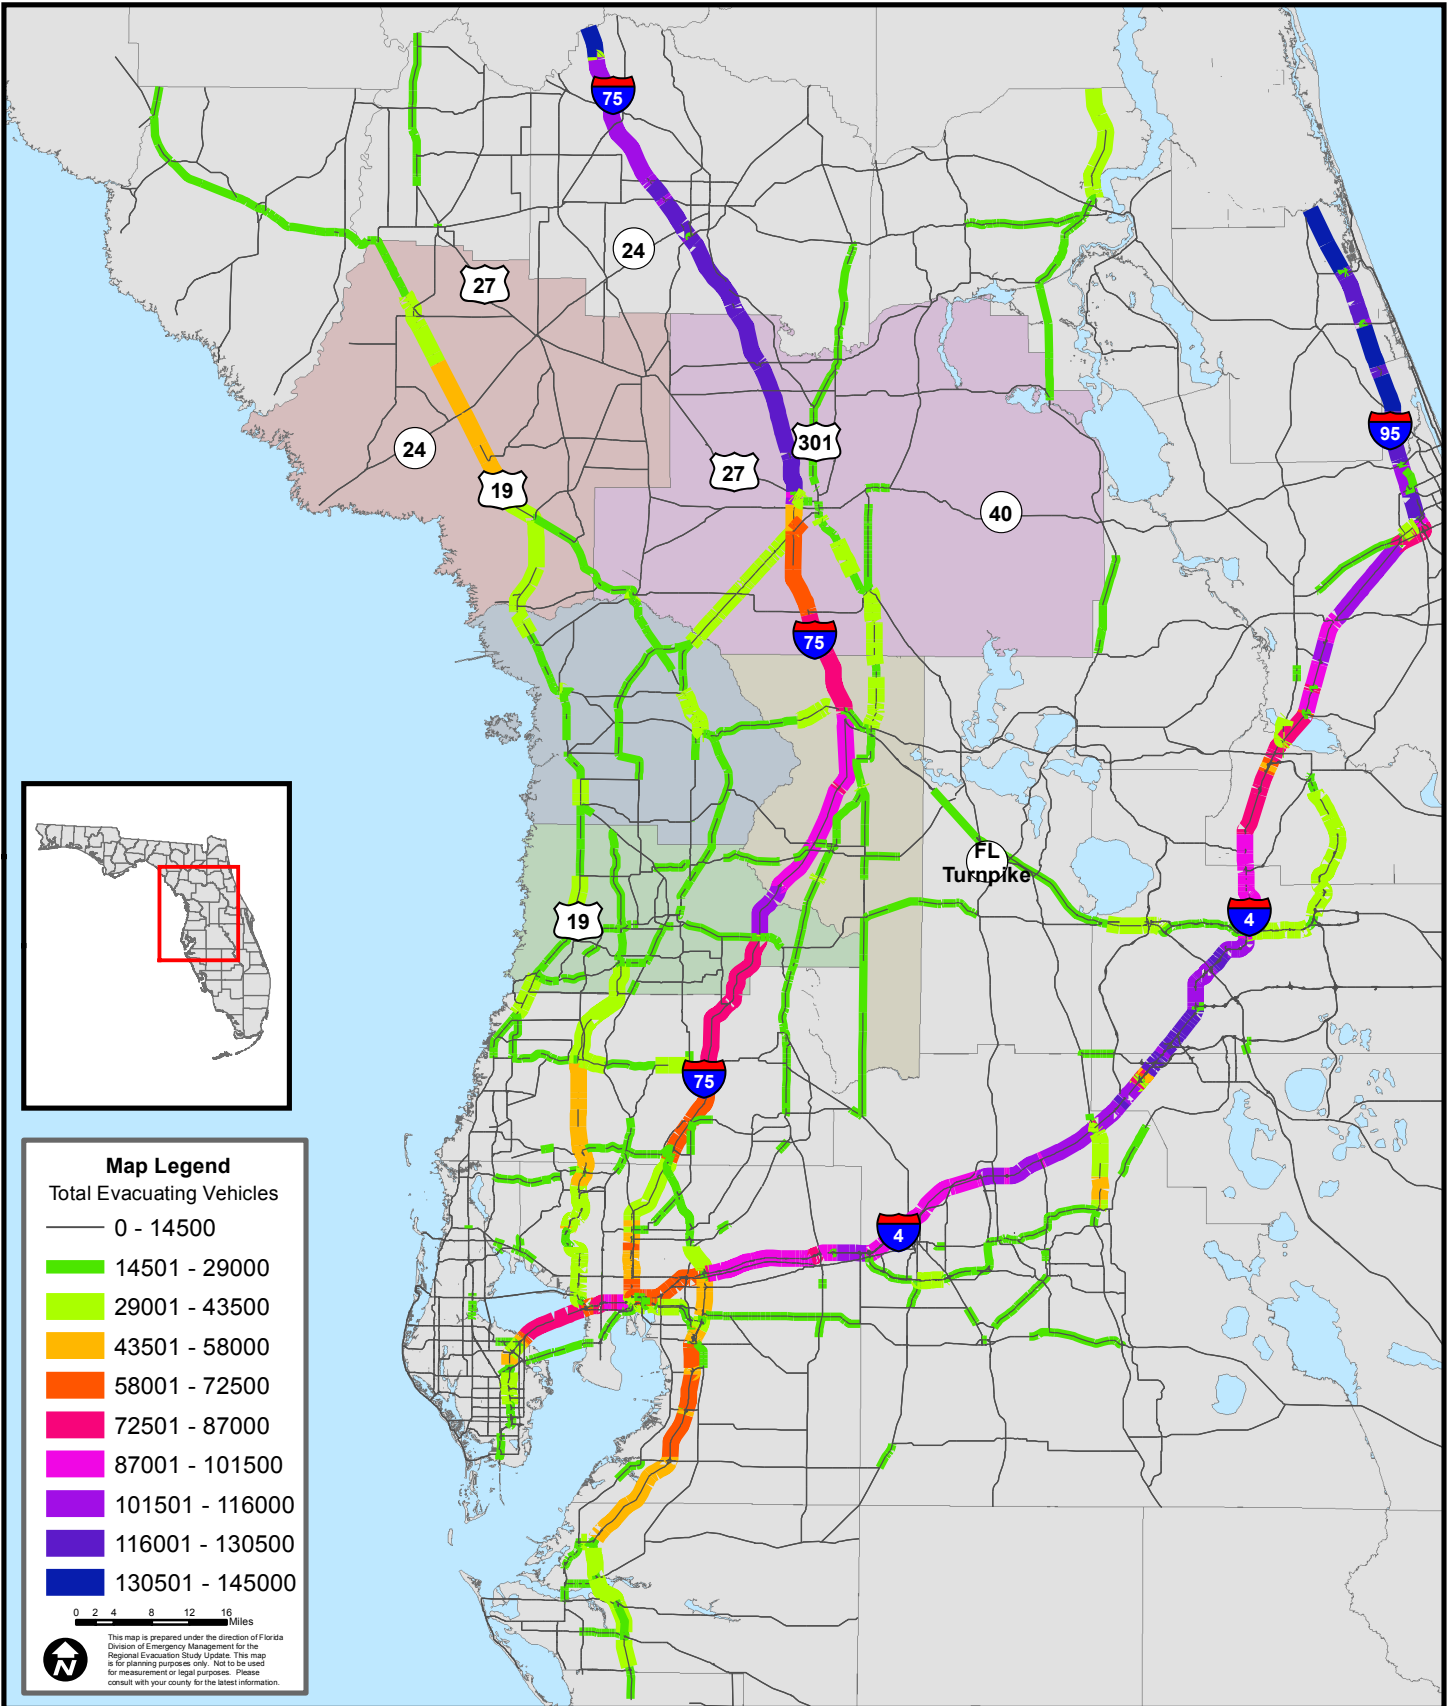 75
24
27
95
301
24
27
19
40
75
FL
Turnpike
19
4
75
4
Map Legend
Total Evacuating Vehicles
0 - 14500
14501 - 29000
29001 - 43500
43501 - 58000
58001 - 72500
72501 - 87000
87001 - 101500
101501 - 116000
116001 - 130500
130501 - 145000
0 2 4 8 12 16
Miles
N
This map is prepared under the direction of Florida
Division of Emergency Management for the
Regional Evacuation Study Update. This map
is for planning purposes only. Not to be used
for measurement or legal purposes. Please
consult with your county for the latest information.